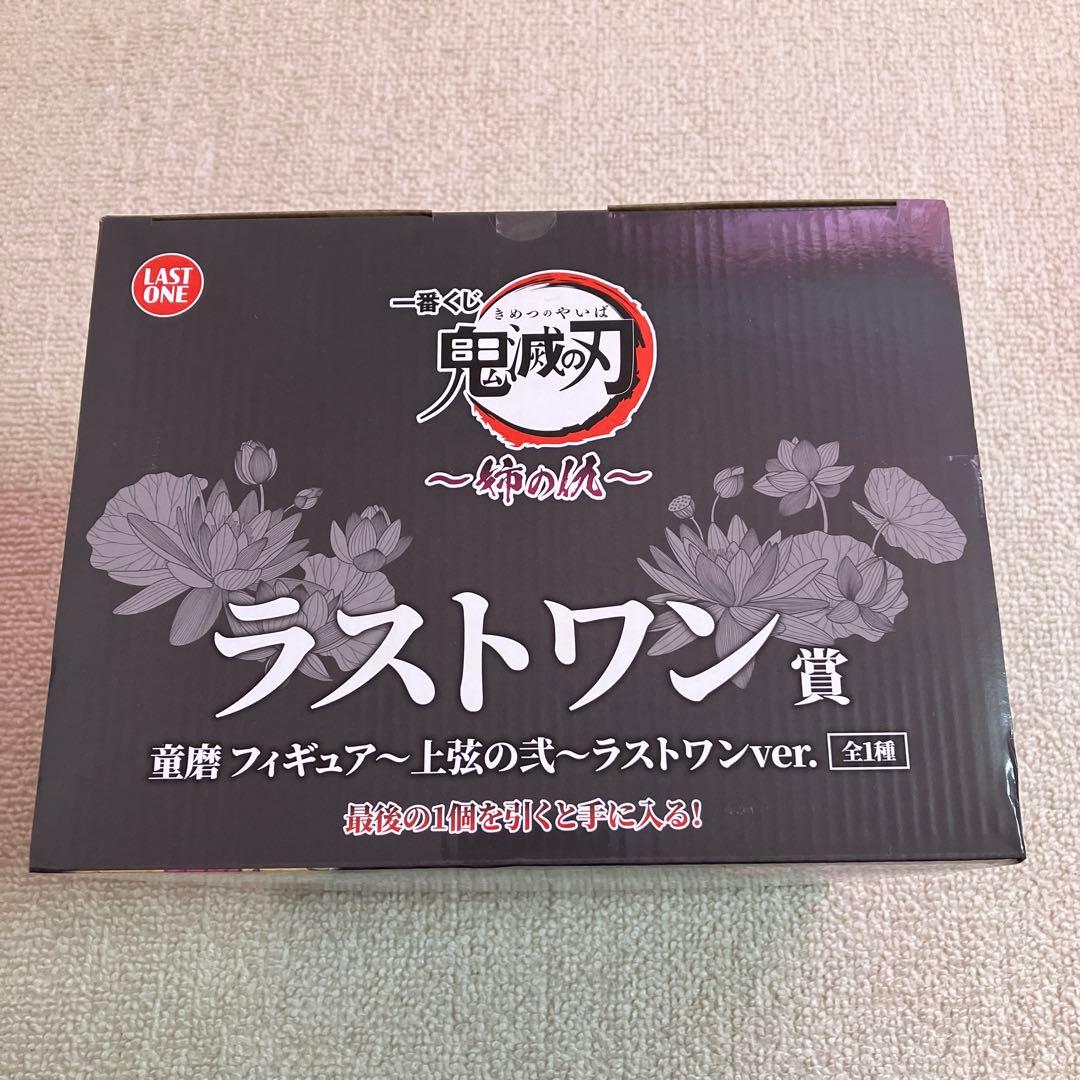 LAST
ONE
一番くじ
きめつのやいば
鬼滅の刃
～姉の仇～
ラストワン賞
童磨 フィギュア～上弦の弐～ラストワンver. 全1種
最後の1個を引くと手に入る!